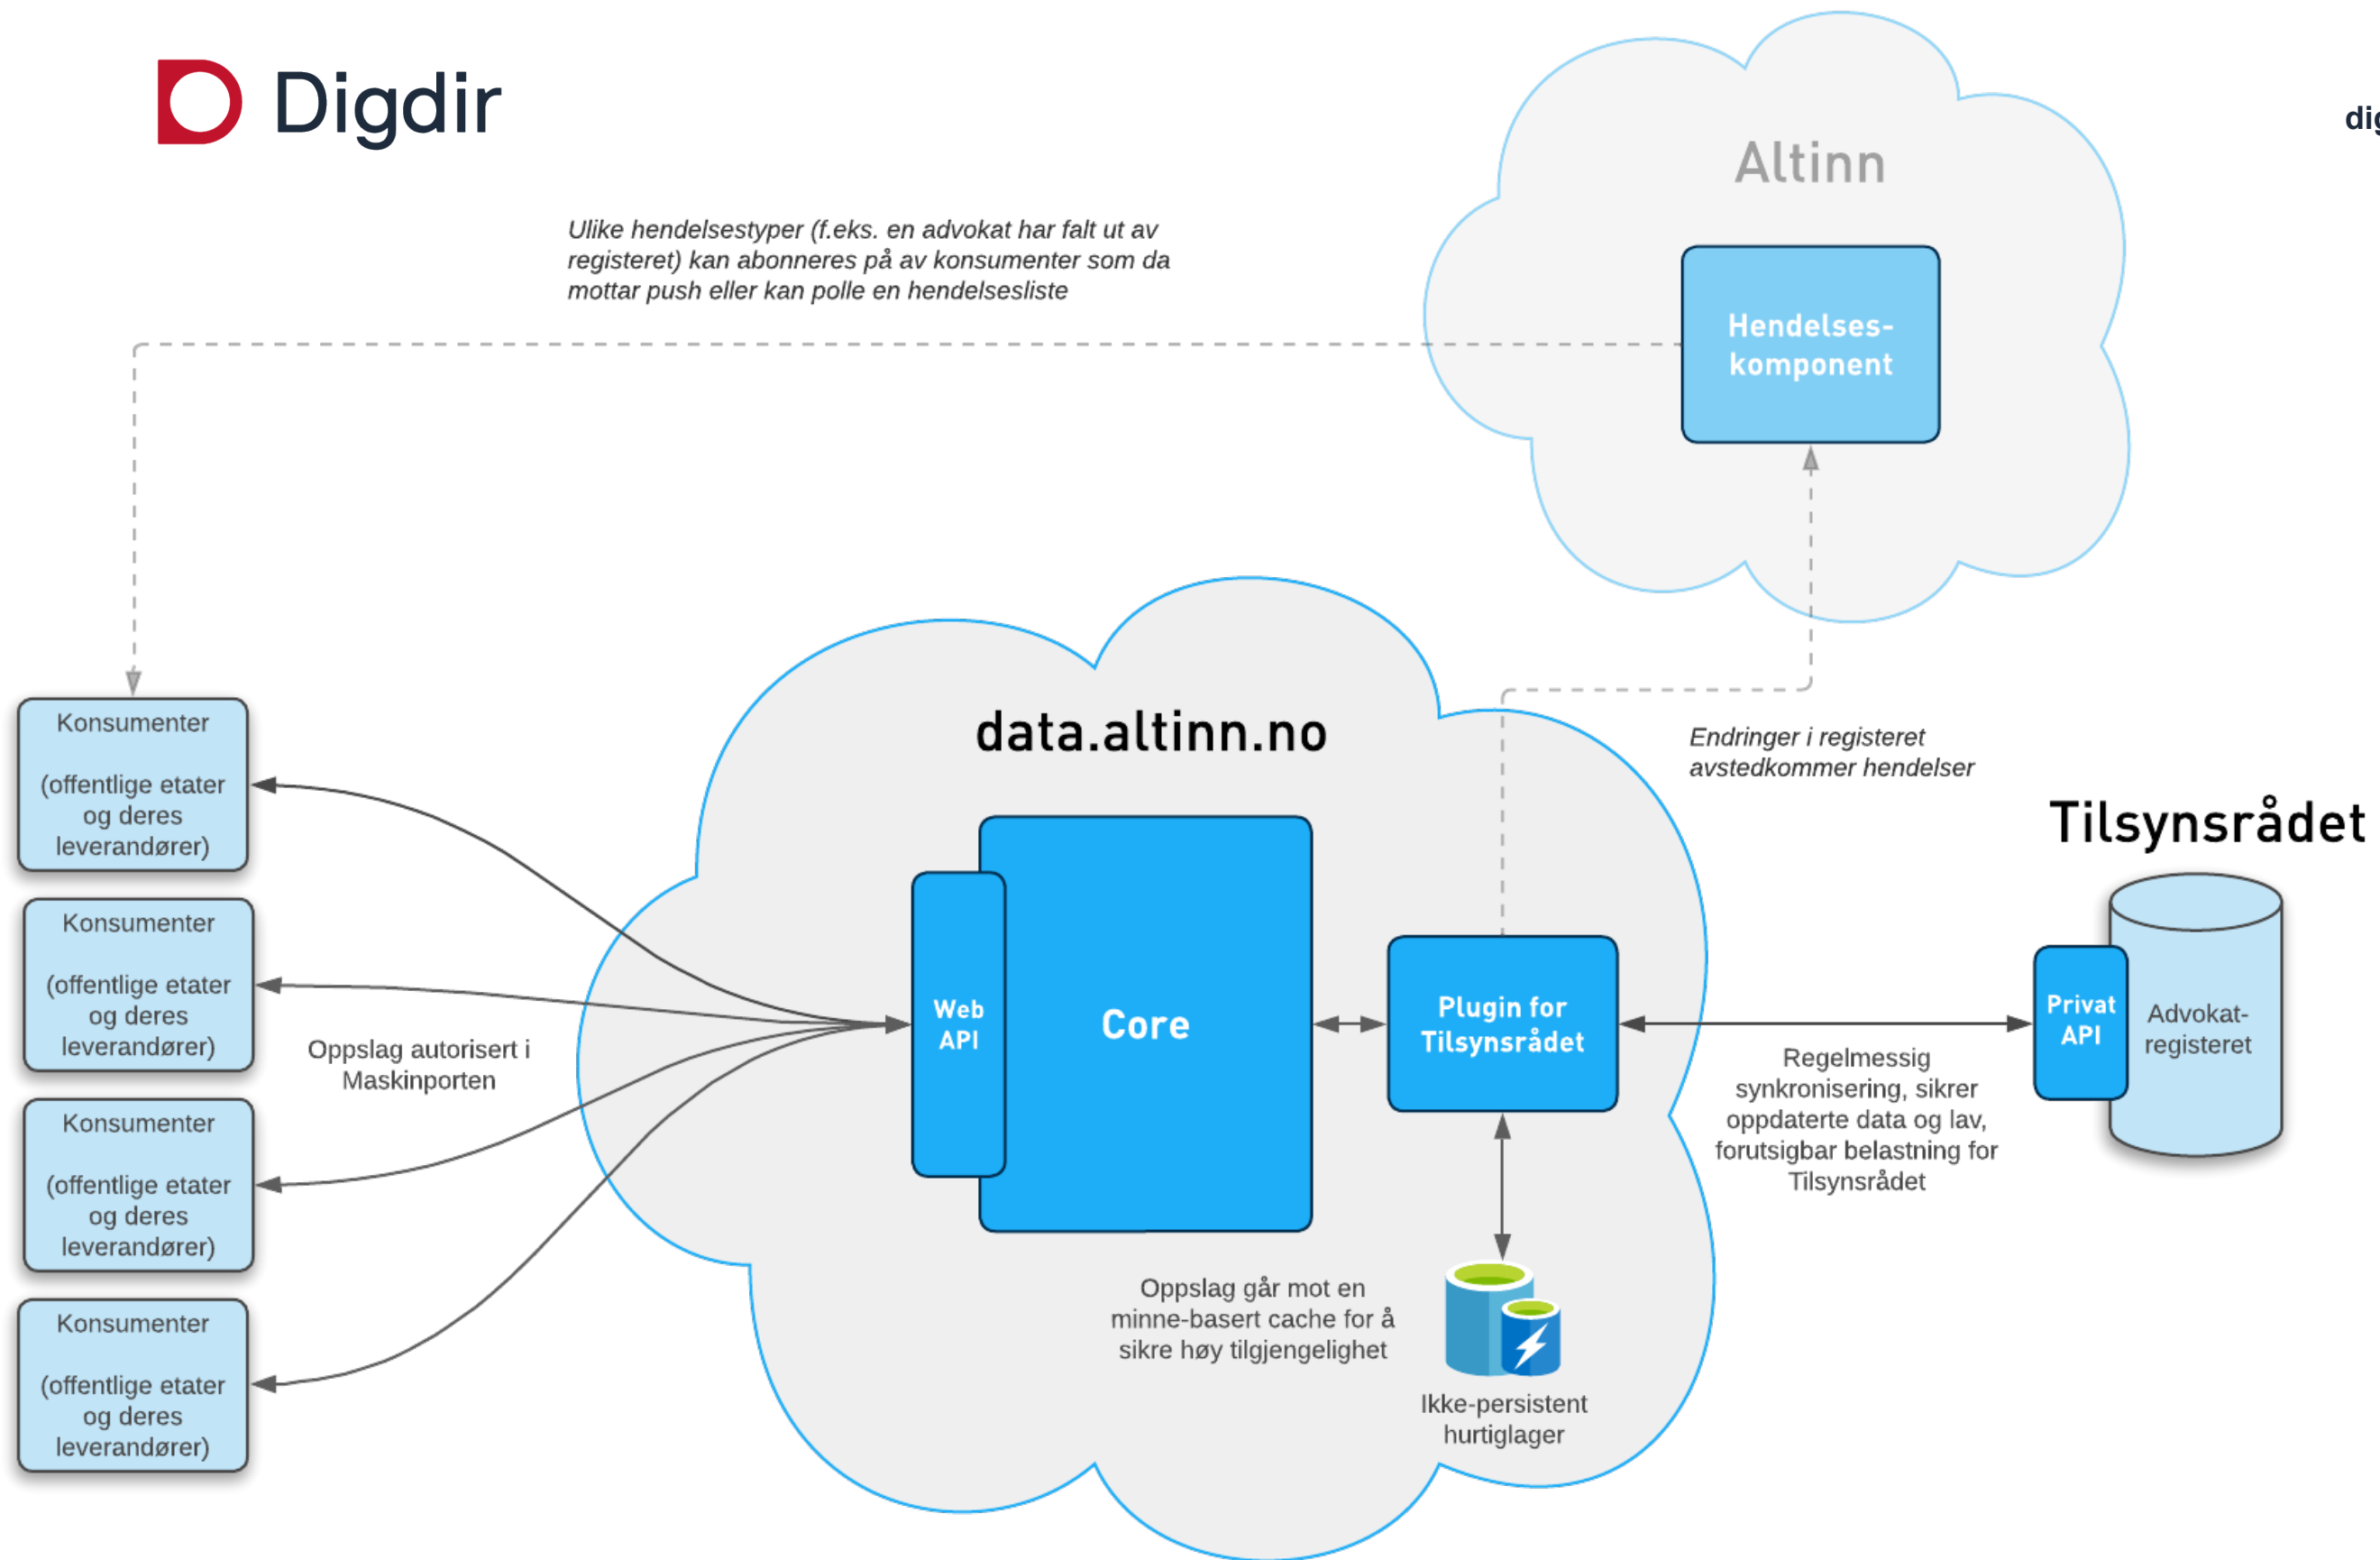 Digdir
dig
Altinn
Ulike hendelsestyper (f.eks. en advokat har falt ut av
registeret) kan abonneres på av konsumenter som da
mottar push eller kan polle en hendelsesliste
Hendelses-
komponent
data.altinn.no
Endringer i registeret
avstedkommer hendelser
Tilsynsrådet
Konsumenter
(offentlige etater
og deres
leverandører)
Konsumenter
(offentlige etater
og deres
leverandører)
Konsumenter
(offentlige etater
og deres
leverandører)
Konsumenter
(offentlige etater
og deres
leverandører)
Oppslag autorisert i
Maskinporten
Web
API
Core
Plugin for
Tilsynsrådet
Privat
API
Advokat-
registeret
Regelmessig
synkronisering, sikrer
oppdaterte data og lav,
forutsigbar belastning for
Tilsynsrådet
Oppslag går mot en
minne-basert cache for å
sikre høy tilgjengelighet
Ikke-persistent
hurtiglager